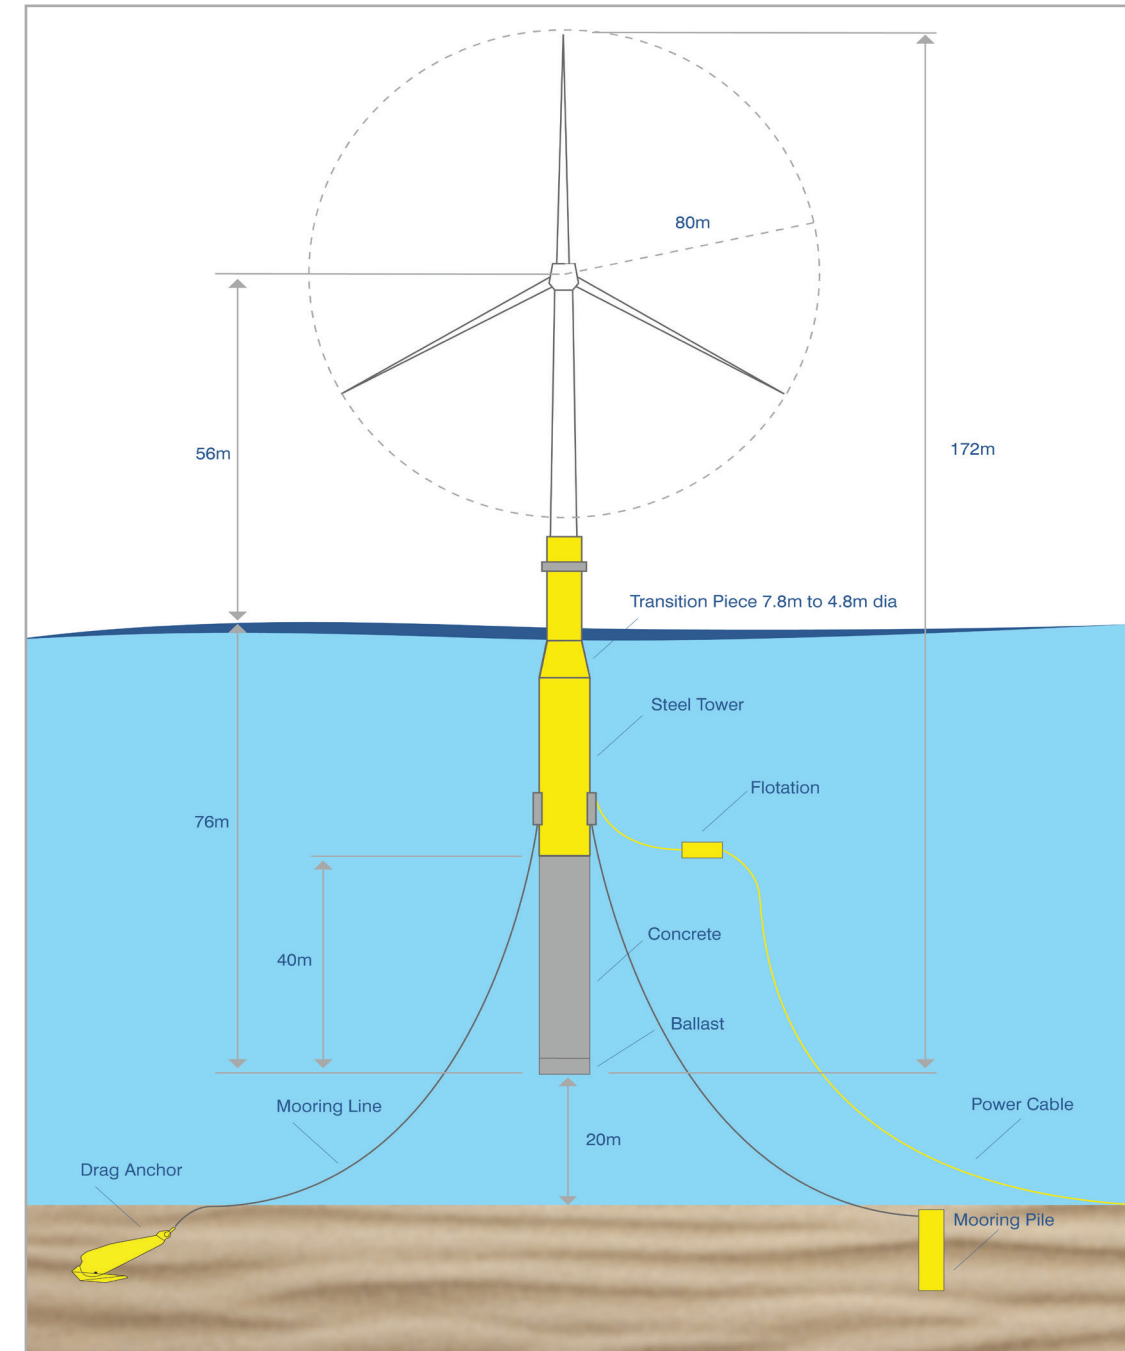 80m
56m
172m
Transition Piece 7.8m to 4.8m dia
Steel Tower
Flotation
76m
Concrete
40m
Ballast
Mooring Line
Power Cable
20m
Drag Anchor
Mooring Pile